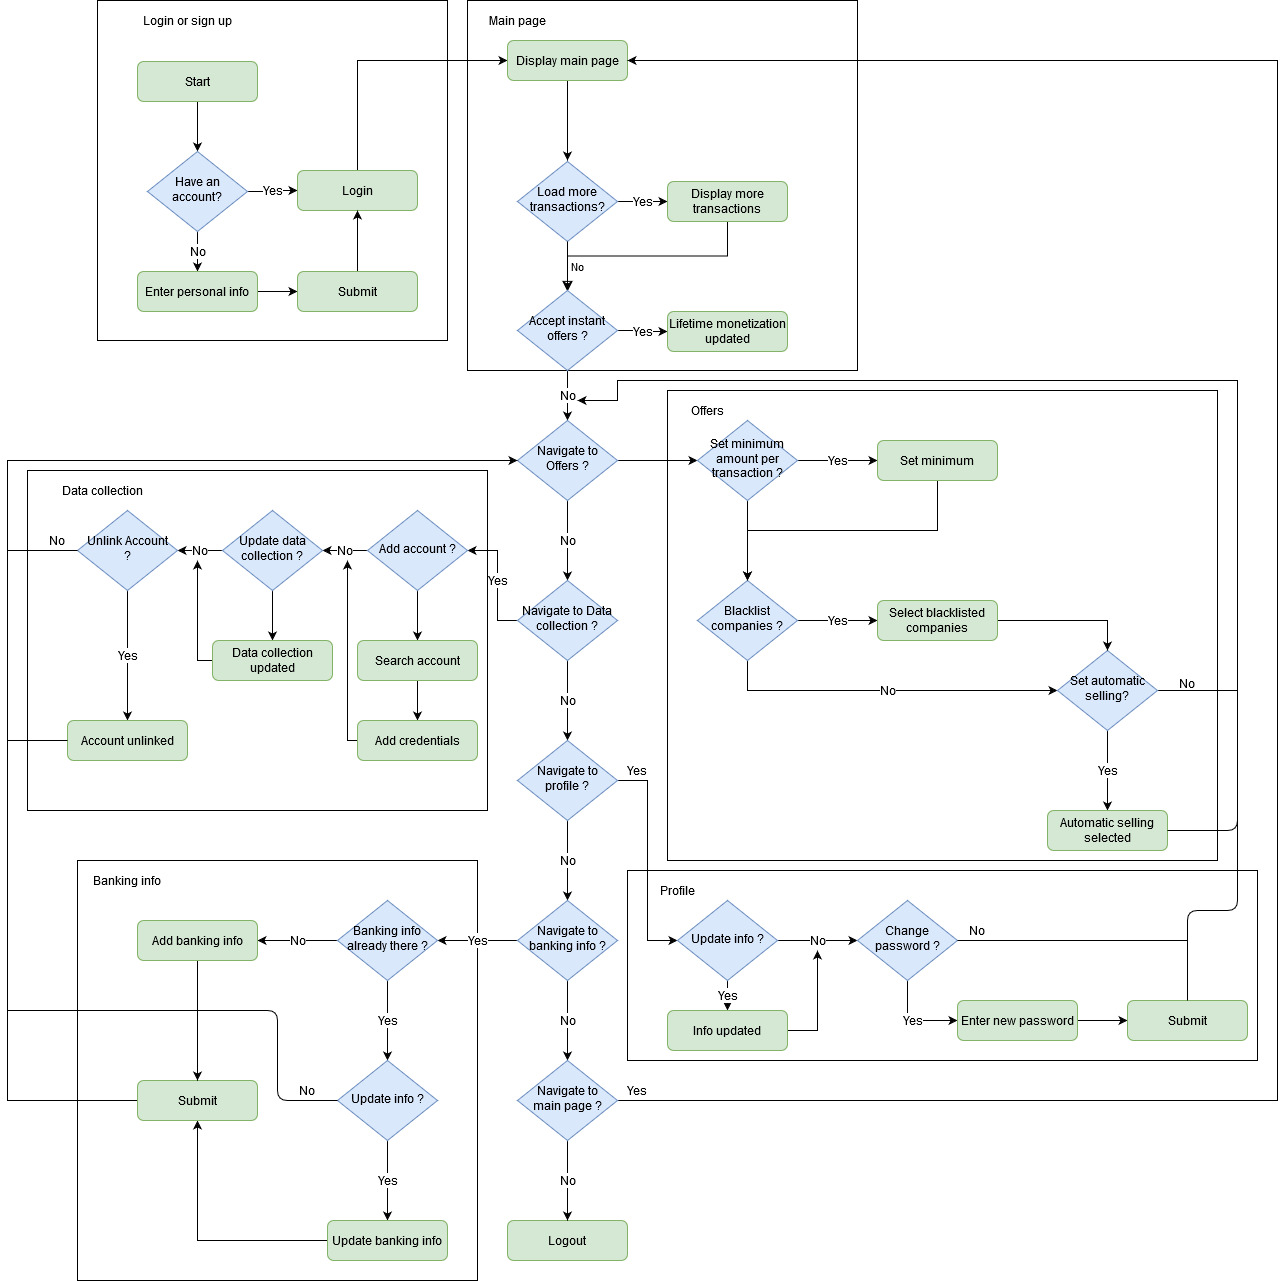 Login or sign up
Start
Have an
account?
Yes
Login
No
Enter personal info
Submit
Main page
Display main page
Load more
transactions?
Yes
Display more
transactions
No
Accept instant
offers ?
Yes
Lifetime monetization
updated
No
Navigate to
Offers ?
No
Navigate to Data
collection ?
Yes
No
Navigate to
profile ?
Yes
No
Navigate to
banking info ?
Yes
No
Navigate to
main page ?
Yes
No
Logout
Offers
Set minimum
amount per
transaction ?
Yes
Set minimum
Blacklist
companies ?
Yes
Select blacklisted
companies
No
Set automatic
selling?
No
Yes
Automatic selling
selected
Data collection
Add account ?
No
Update data
collection ?
No
Unlink Account
?
No
Search account
Add credentials
Data collection
updated
Yes
Account unlinked
Profile
Update info ?
No
Yes
Info updated
Change
password ?
No
Yes
Enter new password
Submit
Banking info
Banking info
already there ?
No
Add banking info
Yes
Update info ?
No
Submit
Yes
Update banking info